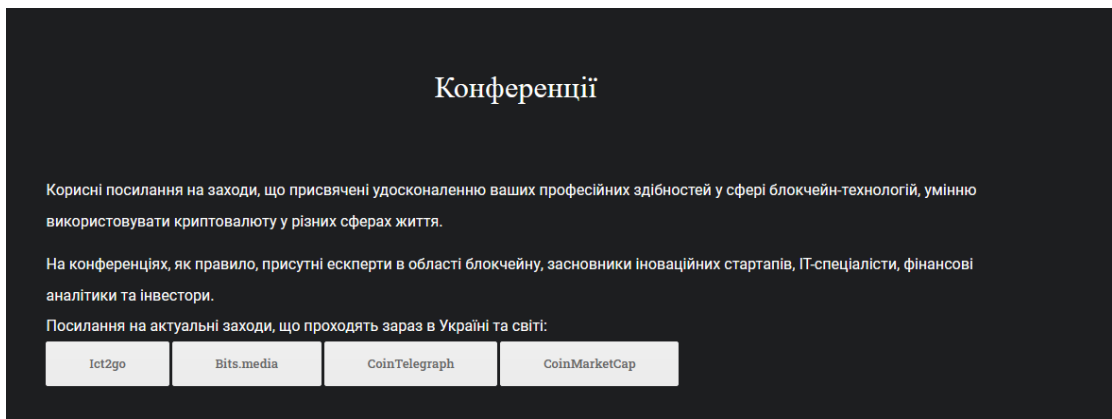 Конференції
Корисні посилання на заходи, що присвячені удосконаленню ваших професійних здібностей у сфері блокчейн-технологій, умінню
використовувати криптовалюту у різних сферах життя.
На конференціях, як правило, присутні ескперти в області блокчейну, засновники іноваційних стартапів, ІТ-спеціалісти, фінансові
аналітики та інвестори.
Посилання на актуальні заходи, що проходять зараз в Україні та світі:
Ict2go Bits.media CoinTelegraph CoinMarketCap